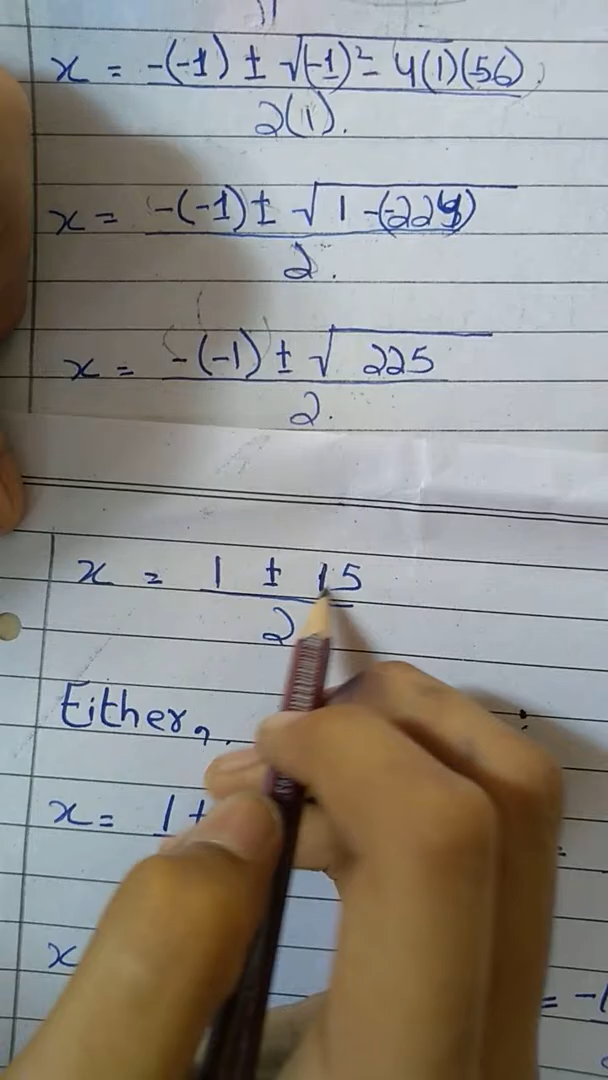 x = -(-1) ± √(-1)² - 4(1)(-56)
2(1).
x = -(-1) ± √1 -(-224)
2.
x = -(-1) ± √225
2.
x = 1 ± 15
2
Either,
x = 1 +
x
= -(